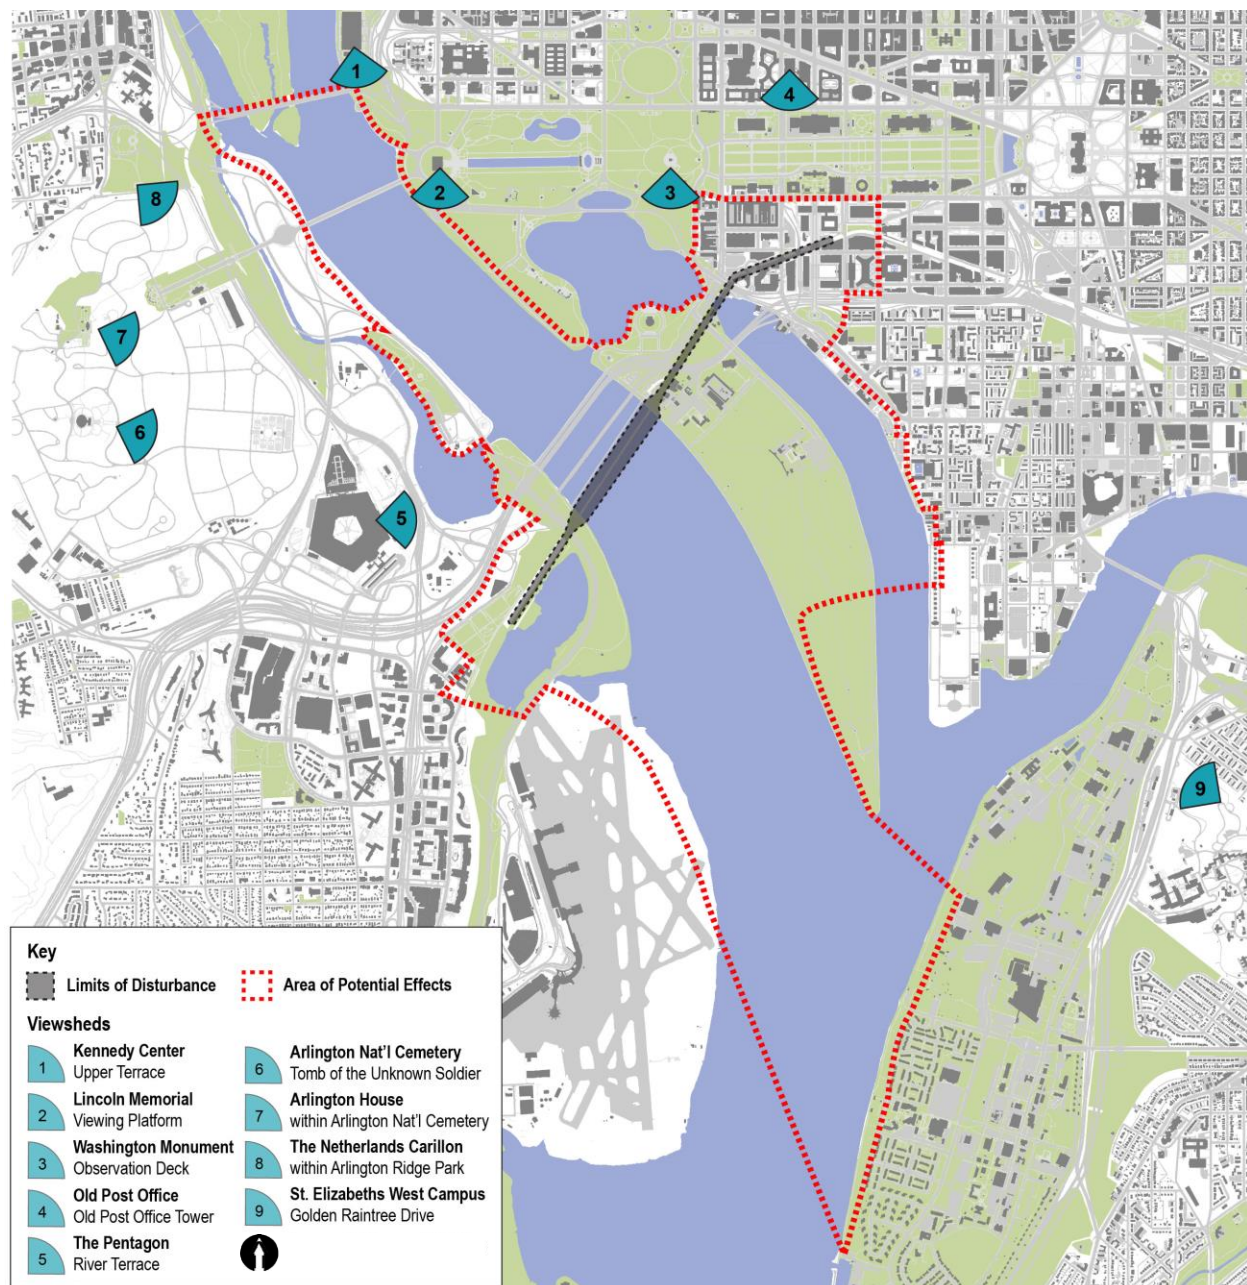 1
4
2
3
8
7
6
5
9
Key
Limits of Disturbance
Area of Potential Effects
Viewsheds
1
Kennedy Center
Upper Terrace
2
Lincoln Memorial
Viewing Platform
3
Washington Monument
Observation Deck
4
Old Post Office
Old Post Office Tower
5
The Pentagon
River Terrace
6
Arlington Nat'l Cemetery
Tomb of the Unknown Soldier
7
Arlington House
within Arlington Nat'l Cemetery
8
The Netherlands Carillon
within Arlington Ridge Park
9
St. Elizabeths West Campus
Golden Raintree Drive